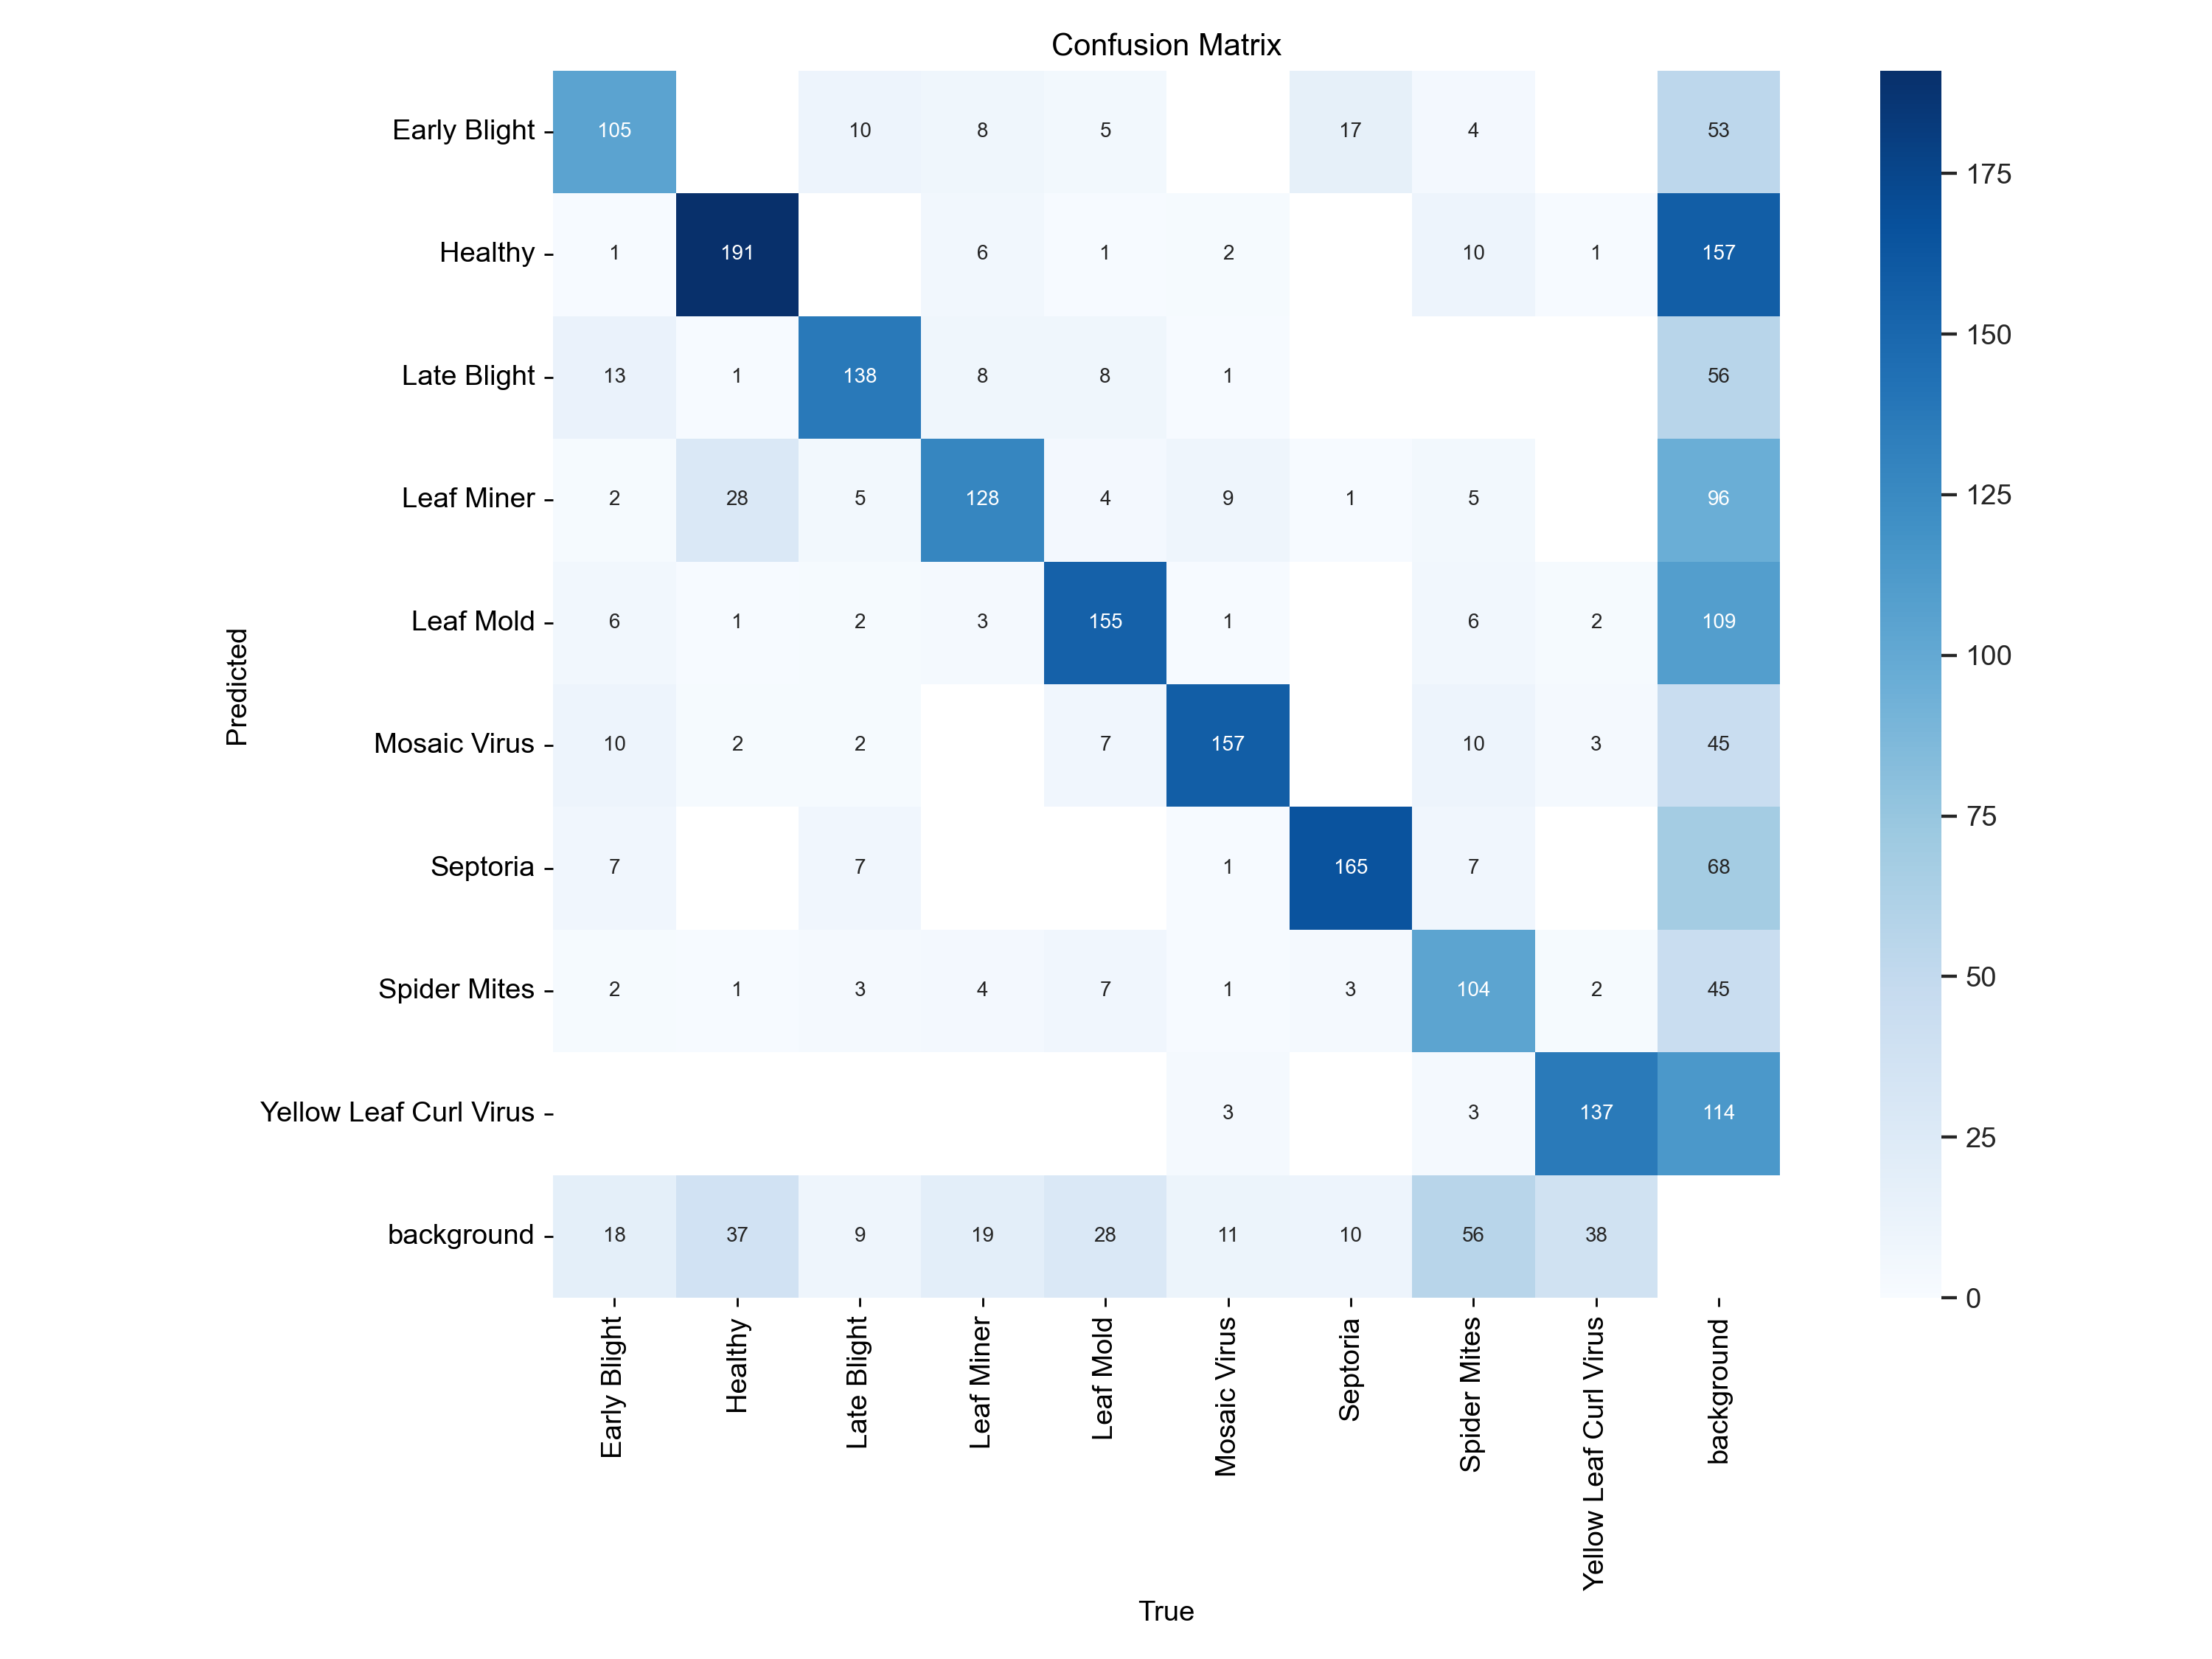 Confusion Matrix
Early Blight 105 10 8 5 17 4 53
Healthy 1 191 6 1 2 10 1 157
Late Blight 13 1 138 8 8 1 56
Leaf Miner 2 28 5 128 4 9 1 5 96
Leaf Mold 6 1 2 3 155 1 6 2 109
Mosaic Virus 10 2 2 7 157 10 3 45
Septoria 7 7 1 165 7 68
Spider Mites 2 1 3 4 7 1 3 104 2 45
Yellow Leaf Curl Virus 3 3 137 114
background 18 37 9 19 28 11 10 56 38
Predicted
Early Blight
Healthy
Late Blight
Leaf Miner
Leaf Mold
Mosaic Virus
Septoria
Spider Mites
Yellow Leaf Curl Virus
background
True
175
150
125
100
75
50
25
0